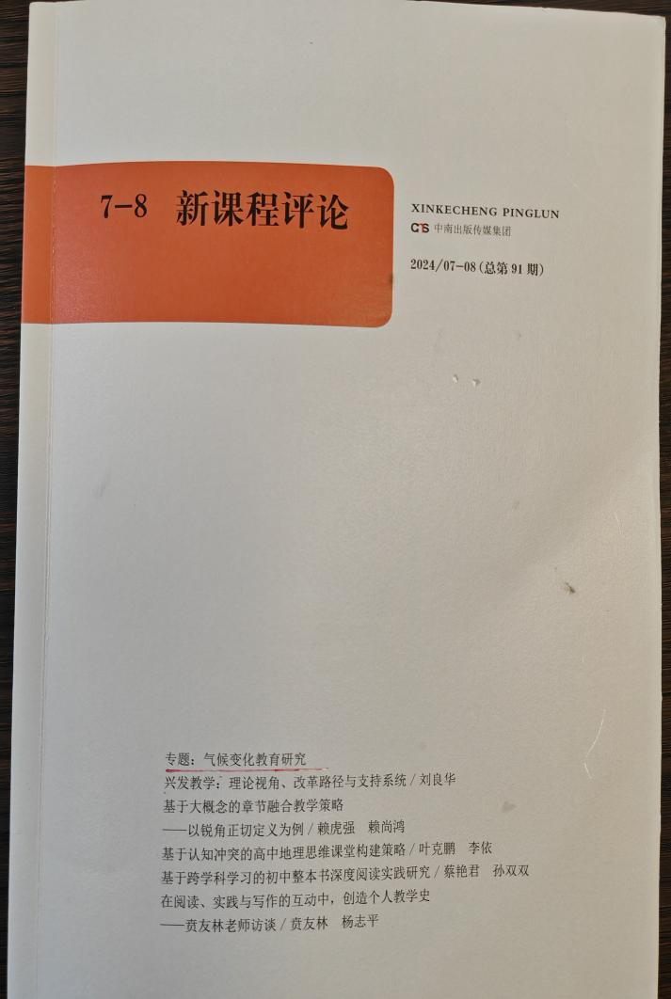 7-8 新课程评论
XINKECHENG PINGLUN
CNS 中南出版传媒集团
2024/07-08(总第91期)
专题:气候变化教育研究
兴发教学:理论视角、改革路径与支持系统/刘良华
基于大概念的章节融合教学策略
——以锐角正切定义为例/赖虎强 赖尚鸿
基于认知冲突的高中地理思维课堂构建策略/叶克鹏 李依
基于跨学科学习的初中整本书深度阅读实践研究/蔡艳君 孙双双
在阅读、实践与写作的互动中,创造个人教学史
——贲友林老师访谈/贲友林 杨志平